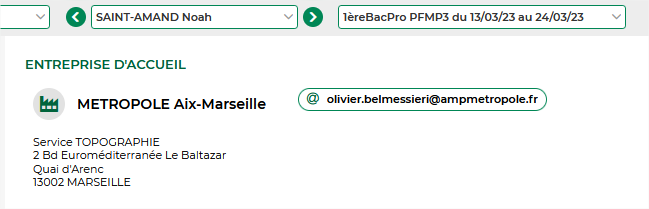 SAINT-AMAND Noah
1èreBacPro PFMP3 du 13/03/23 au 24/03/23
ENTREPRISE D'ACCUEIL
METROPOLE Aix-Marseille
@ olivier.belmessieri@ampmetropole.fr
Service TOPOGRAPHIE
2 Bd Euroméditerranée Le Baltazar
Quai d'Arenc
13002 MARSEILLE